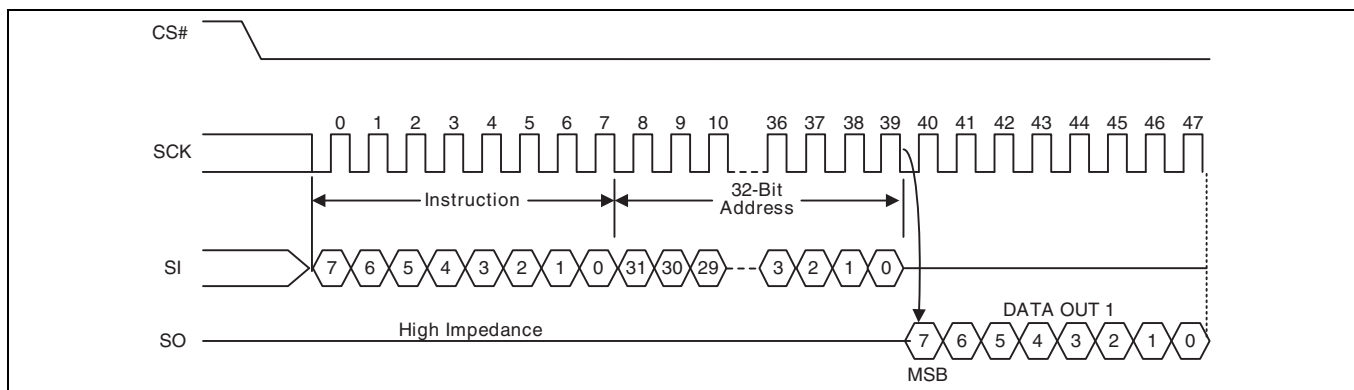 CS#
0 1 2 3 4 5 6 7 8 9 10 36 37 38 39 40 41 42 43 44 45 46 47
SCK
Instruction
32-Bit
Address
SI 7 6 5 4 3 2 1 0 31 30 29 3 2 1 0
DATA OUT 1
High Impedance
SO 7 6 5 4 3 2 1 0
MSB